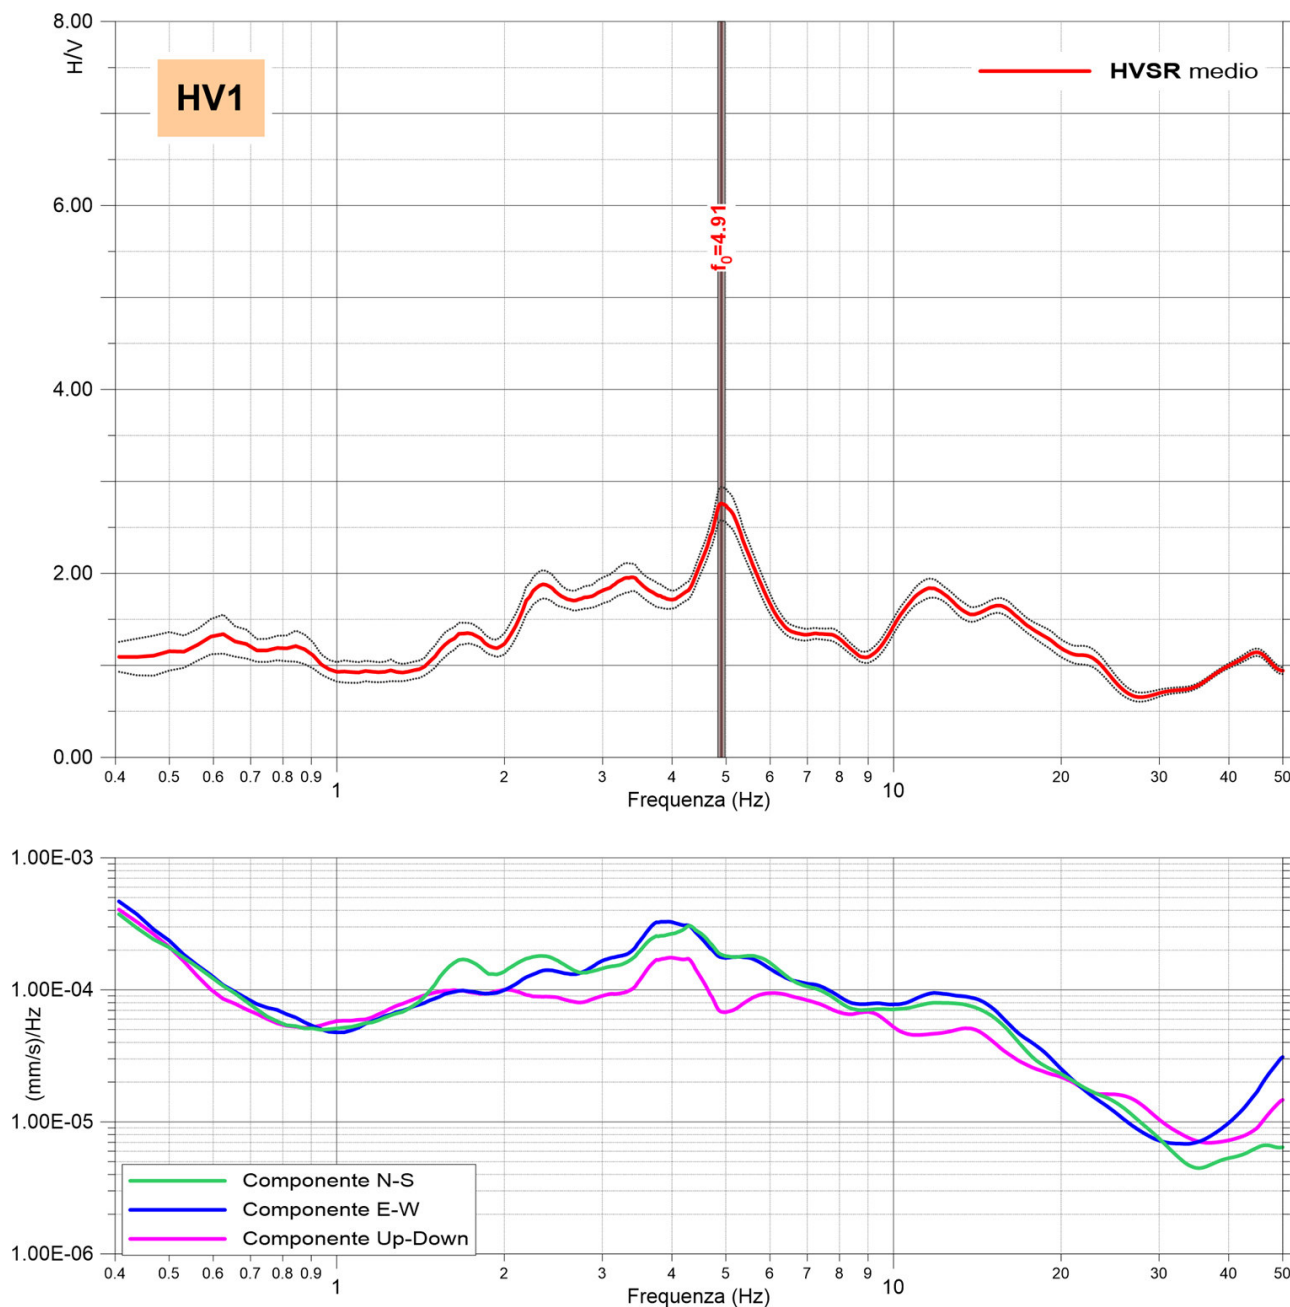 8.00
H/V
HV1
HVSR medio
6.00
f0=4.91
4.00
2.00
0.00
0.4 0.5 0.6 0.7 0.8 0.9 1 2 3 4 5 6 7 8 9 10 20 30 40 50
Frequenza (Hz)
1.00E-03
1.00E-04
(mm/s)/Hz
1.00E-05
Componente N-S
Componente E-W
Componente Up-Down
1.00E-06
0.4 0.5 0.6 0.7 0.8 0.9 1 2 3 4 5 6 7 8 9 10 20 30 40 50
Frequenza (Hz)